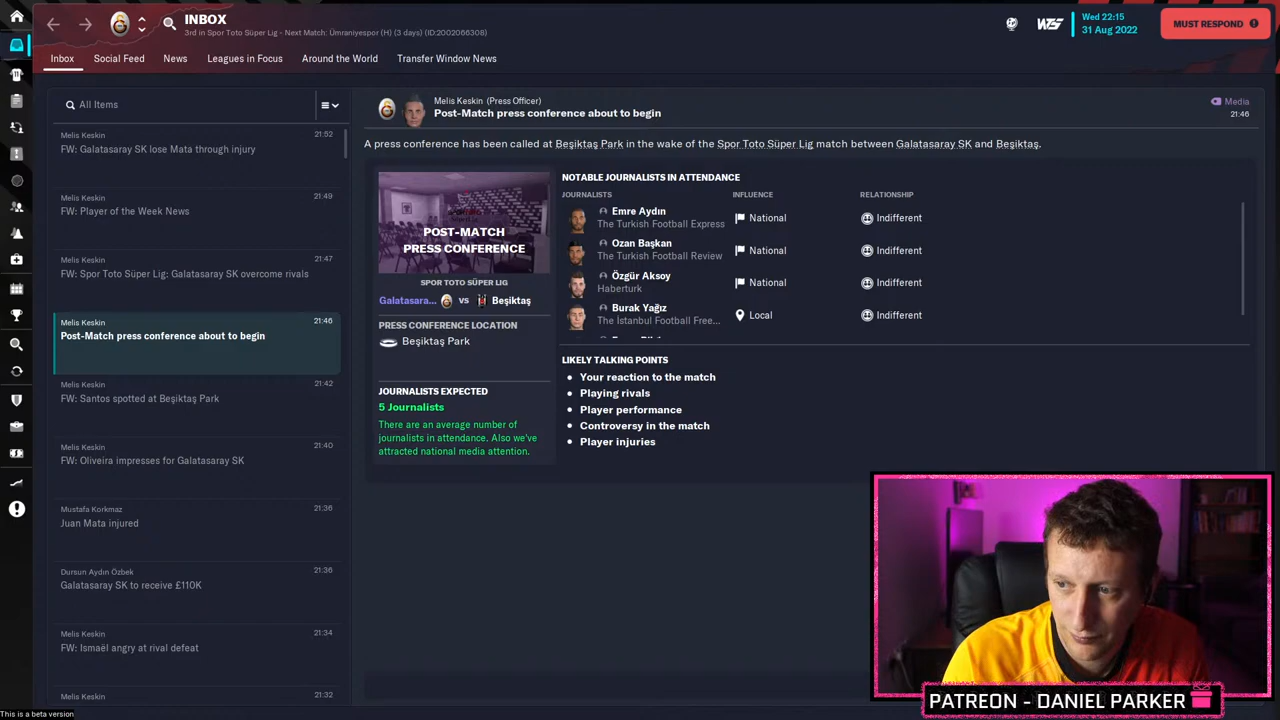 INBOX
3rd in Spor Toto Süper Lig - Next Match: Ümraniyespor (H) (3 days) (ID:2002066308)
Wed 22:15
31 Aug 2022
MUST RESPOND
Inbox
Social Feed
News
Leagues in Focus
Around the World
Transfer Window News
All Items
Melis Keskin
21:52
FW: Galatasaray SK lose Mata through injury
Melis Keskin
21:49
FW: Player of the Week News
Melis Keskin
21:47
FW: Spor Toto Süper Lig: Galatasaray SK overcome rivals
Melis Keskin
21:46
Post-Match press conference about to begin
Melis Keskin
21:42
FW: Santos spotted at Beşiktaş Park
Melis Keskin
21:40
FW: Oliveira impresses for Galatasaray SK
Mustafa Korkmaz
21:36
Juan Mata injured
Dursun Aydın Özbek
21:36
Galatasaray SK to receive £110K
Melis Keskin
21:34
FW: Ismaël angry at rival defeat
Melis Keskin
21:32
Melis Keskin (Press Officer)
Post-Match press conference about to begin
Media
21:46
A press conference has been called at Beşiktaş Park in the wake of the Spor Toto Süper Lig match between Galatasaray SK and Beşiktaş.
POST-MATCH
PRESS CONFERENCE
SPOR TOTO SÜPER LIG
Galatasara... vs Beşiktaş
PRESS CONFERENCE LOCATION
Beşiktaş Park
JOURNALISTS EXPECTED
5 Journalists
There are an average number of
journalists in attendance. Also we've
attracted national media attention.
NOTABLE JOURNALISTS IN ATTENDANCE
JOURNALISTS
INFLUENCE
RELATIONSHIP
Emre Aydın
The Turkish Football Express
National
Indifferent
Ozan Başkan
The Turkish Football Review
National
Indifferent
Özgür Aksoy
Haberturk
National
Indifferent
Burak Yağız
The İstanbul Football Free...
Local
Indifferent
LIKELY TALKING POINTS
• Your reaction to the match
• Playing rivals
• Player performance
• Controversy in the match
• Player injuries
PATREON - DANIEL PARKER
This is a beta version